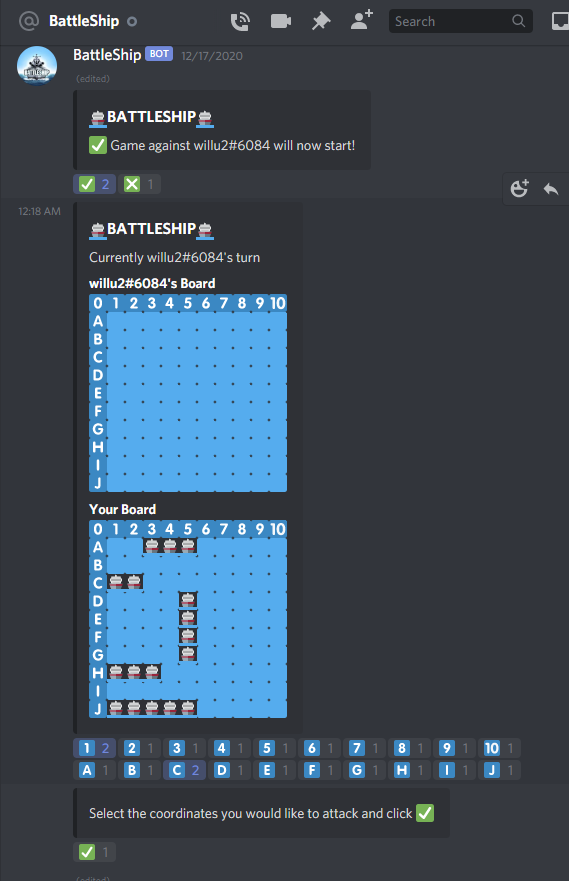 BattleShip Search
BattleShip BOT 12/17/2020
(edited)
BATTLESHIP
Game against willu2#6084 will now start!
2 1
12:18 AM
BATTLESHIP
Currently willu2#6084's turn
willu2#6084's Board
0 1 2 3 4 5 6 7 8 9 10
A
B
C
D
E
F
G
H
I
J
Your Board
0 1 2 3 4 5 6 7 8 9 10
A
B
C
D
E
F
G
H
I
J
1 2 2 1 3 1 4 1 5 1 6 1 7 1 8 1 9 1 10 1
A 1 B 1 C 2 D 1 E 1 F 1 G 1 H 1 I 1 J 1
Select the coordinates you would like to attack and click
1
(edited)